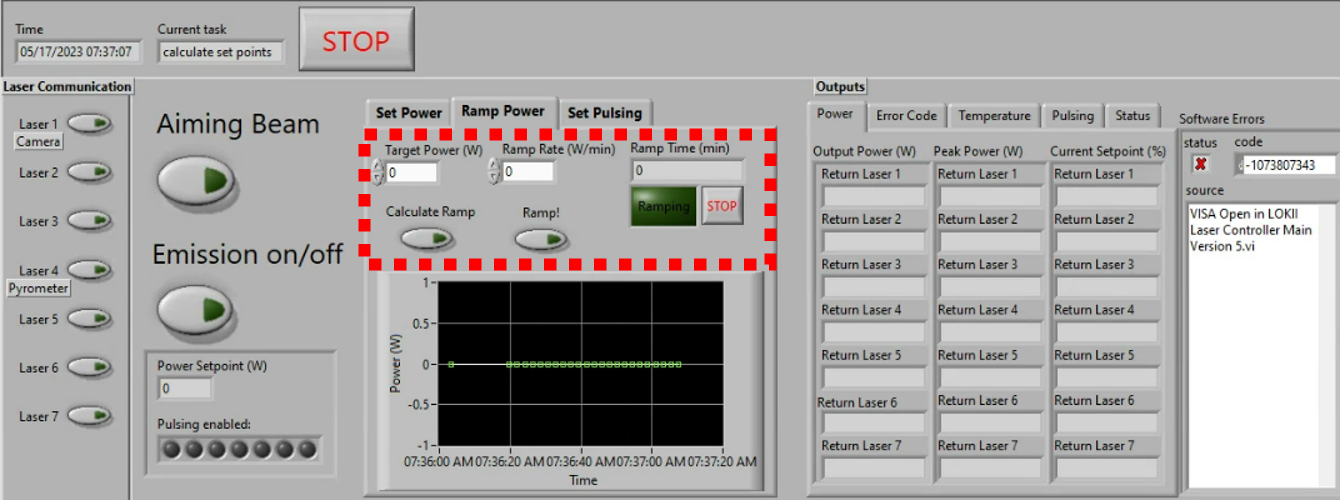 Time
05/17/2023 07:37:07
Current task
calculate set points
STOP
Laser Communication
Laser 1
Camera
Laser 2
Laser 3
Laser 4
Pyrometer
Laser 5
Laser 6
Laser 7
Aiming Beam
Emission on/off
Power Setpoint (W)
0
Pulsing enabled:
Set Power
Ramp Power
Set Pulsing
Target Power (W)
0
Ramp Rate (W/min)
0
Ramp Time (min)
0
Calculate Ramp
Ramp!
Ramping
STOP
Power (W)
1
0.5
0
-0.5
-1
07:36:00 AM 07:36:20 AM 07:36:40 AM 07:37:00 AM 07:37:20 AM
Time
Outputs
Power
Error Code
Temperature
Pulsing
Status
Output Power (W)
Return Laser 1
Return Laser 2
Return Laser 3
Return Laser 4
Return Laser 5
Return Laser 6
Return Laser 7
Peak Power (W)
Return Laser 1
Return Laser 2
Return Laser 3
Return Laser 4
Return Laser 5
Return Laser 6
Return Laser 7
Current Setpoint (%)
Return Laser 1
Return Laser 2
Return Laser 3
Return Laser 4
Return Laser 5
Return Laser 6
Return Laser 7
Software Errors
status
code
-1073807343
source
VISA Open in LOKII
Laser Controller Main
Version 5.vi